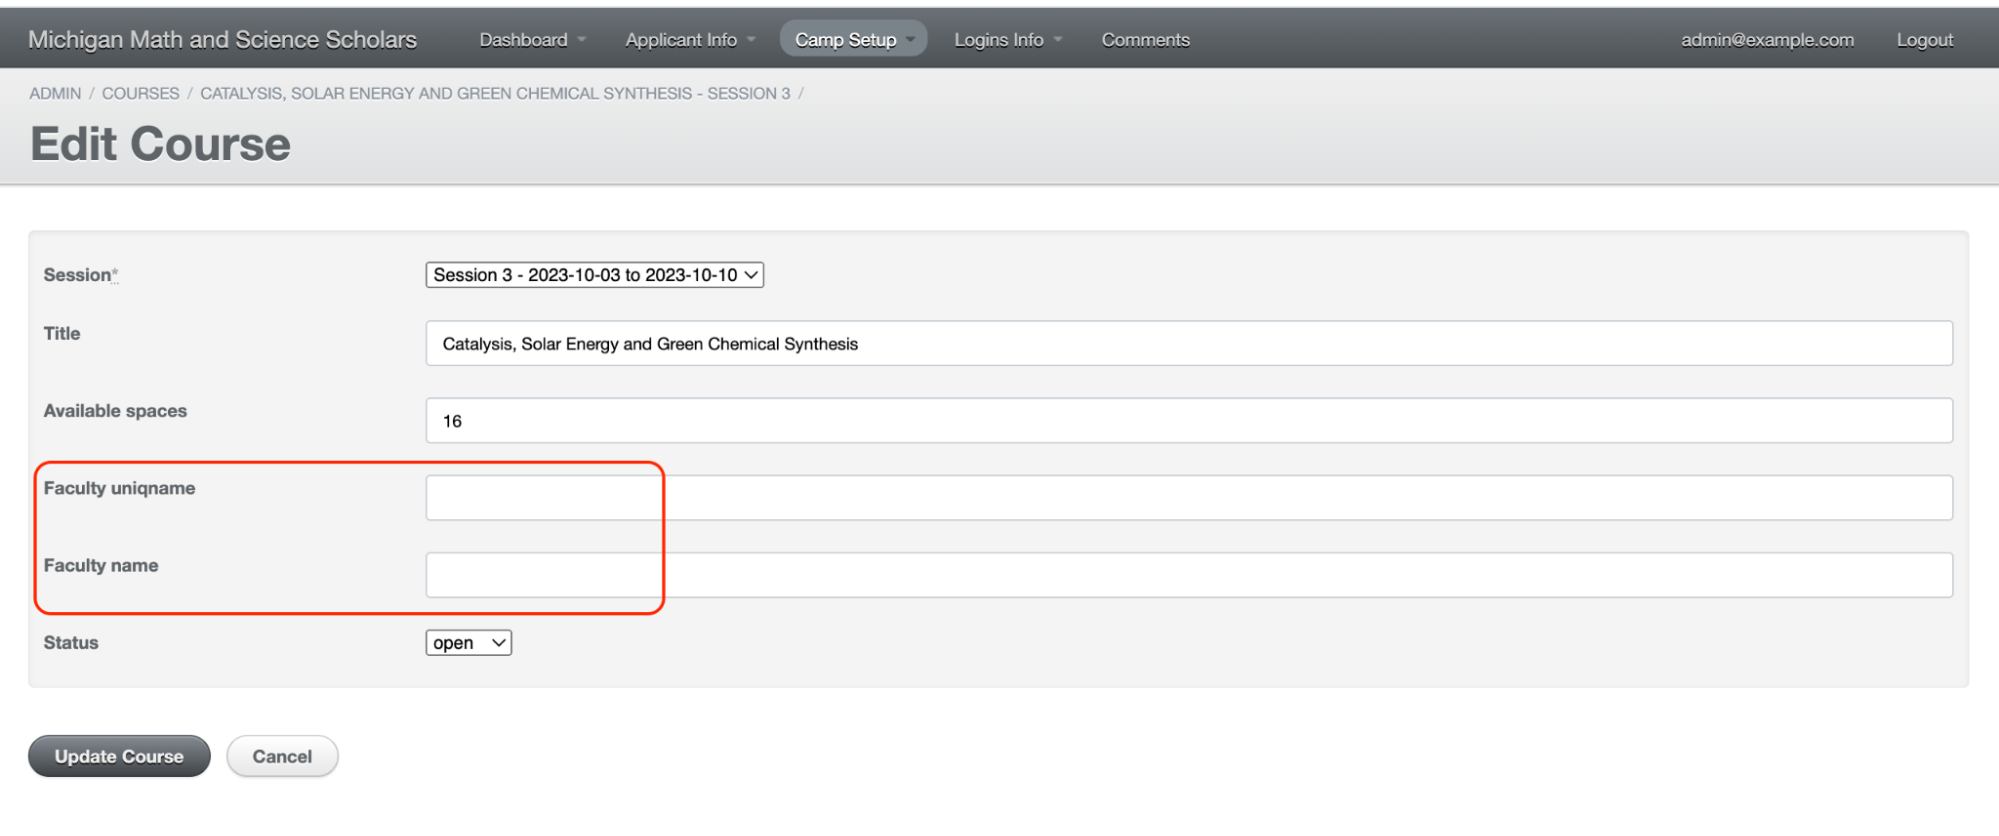 Michigan Math and Science Scholars Dashboard Applicant Info Camp Setup Logins Info Comments admin@example.com Logout
ADMIN / COURSES / CATALYSIS, SOLAR ENERGY AND GREEN CHEMICAL SYNTHESIS - SESSION 3 /
Edit Course
Session* Session 3 - 2023-10-03 to 2023-10-10
Title Catalysis, Solar Energy and Green Chemical Synthesis
Available spaces 16
Faculty uniqname
Faculty name
Status open
Update Course Cancel